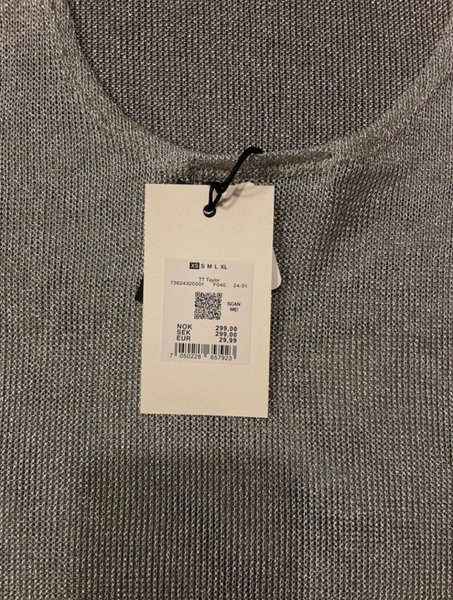 XS S M L XL
TT Taylor
73624320001 F040 24-01
SCAN
ME!
NOK 299,00
SEK 299,00
EUR 29,99
7 050228 657923